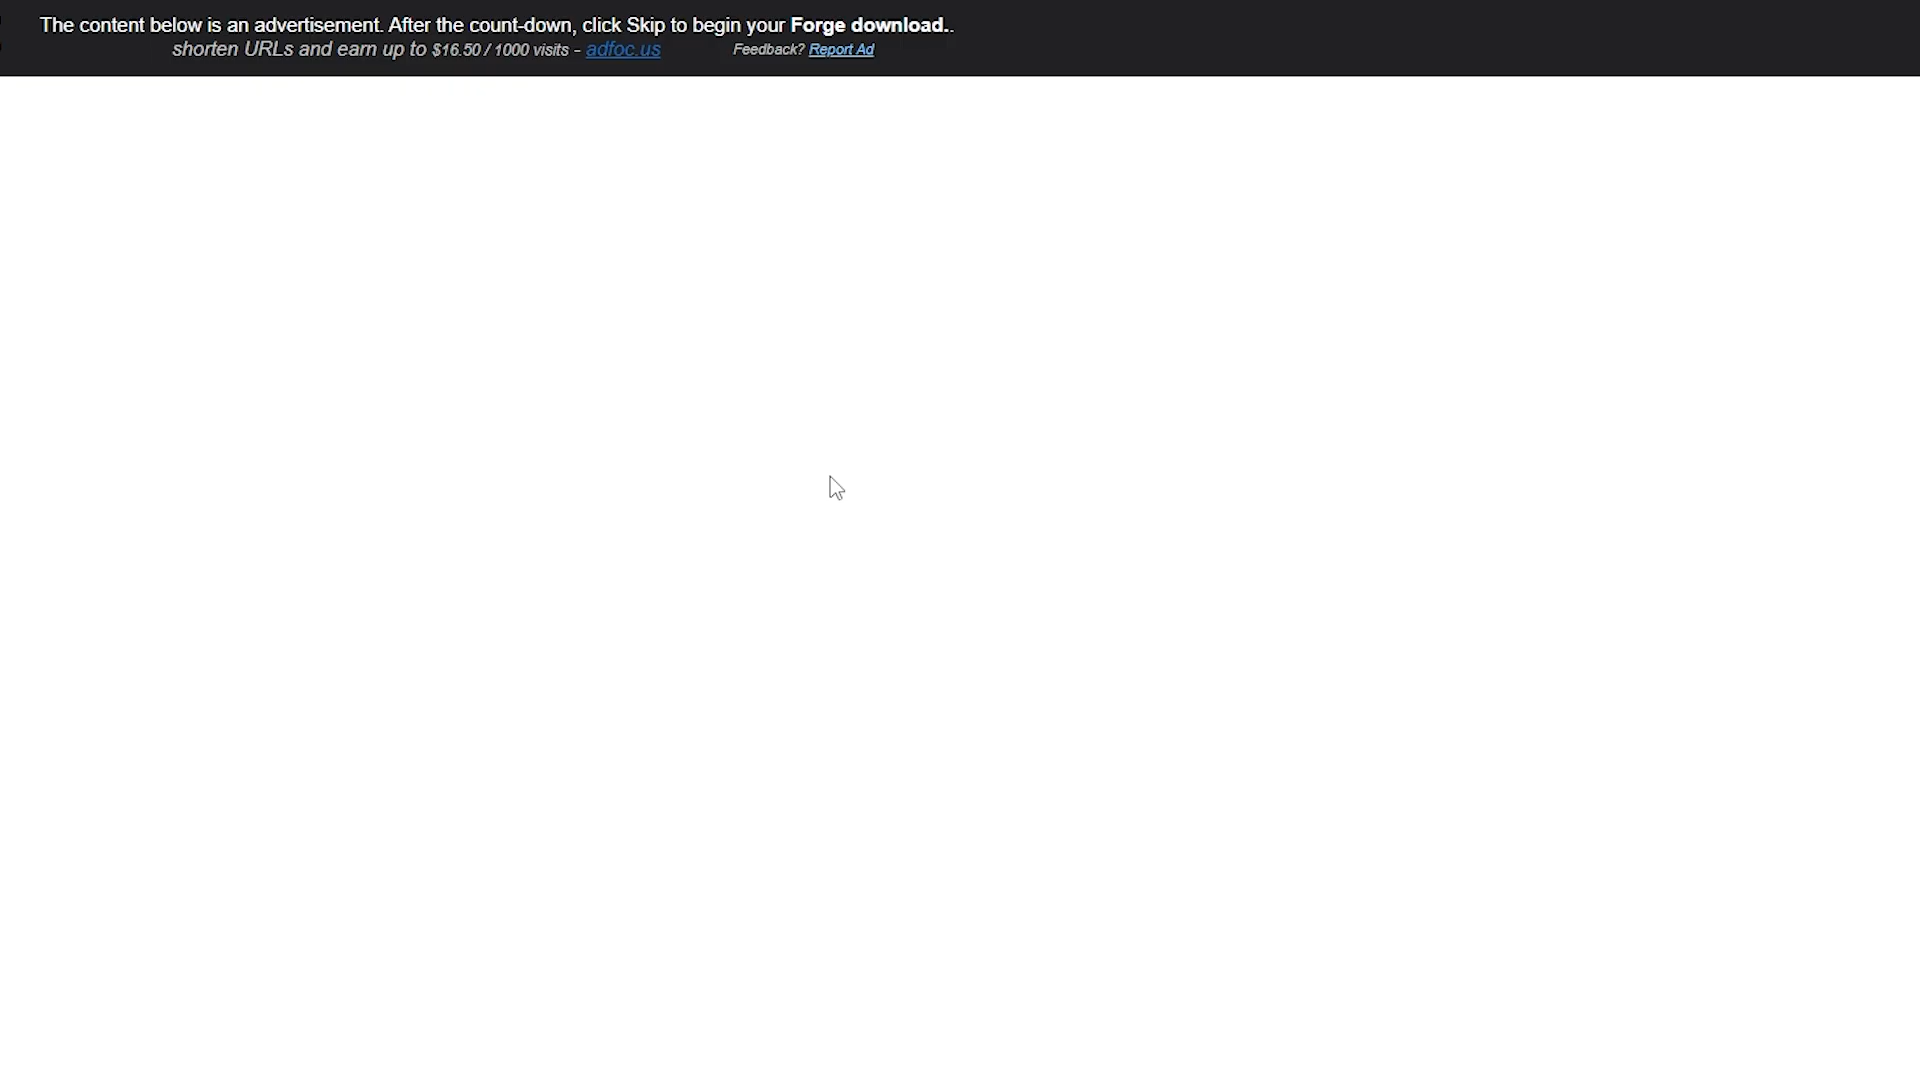 The content below is an advertisement. After the count-down, click Skip to begin your Forge download..
shorten URLs and earn up to $16.50 / 1000 visits - adfoc.us Feedback? Report Ad